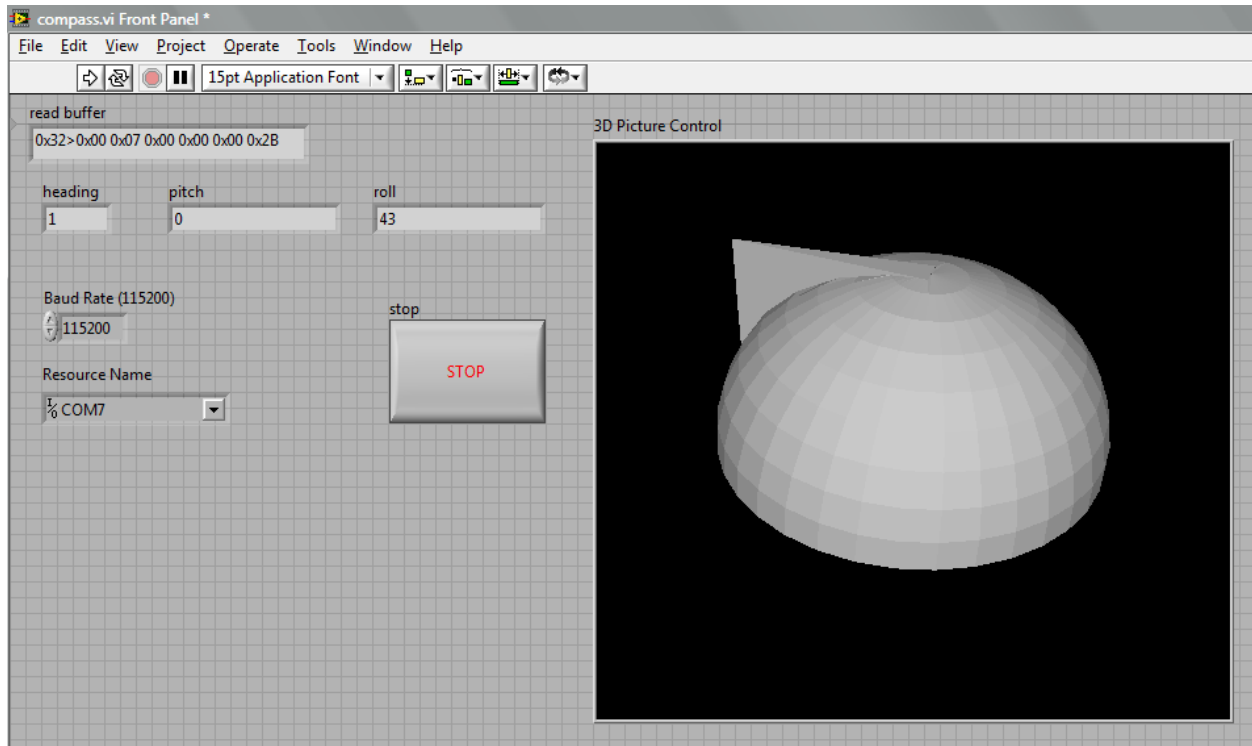 compass.vi Front Panel *
File Edit View Project Operate Tools Window Help
15pt Application Font
read buffer
0x32>0x00 0x07 0x00 0x00 0x00 0x2B
heading pitch roll
1 0 43
Baud Rate (115200)
115200
Resource Name
COM7
stop
STOP
3D Picture Control